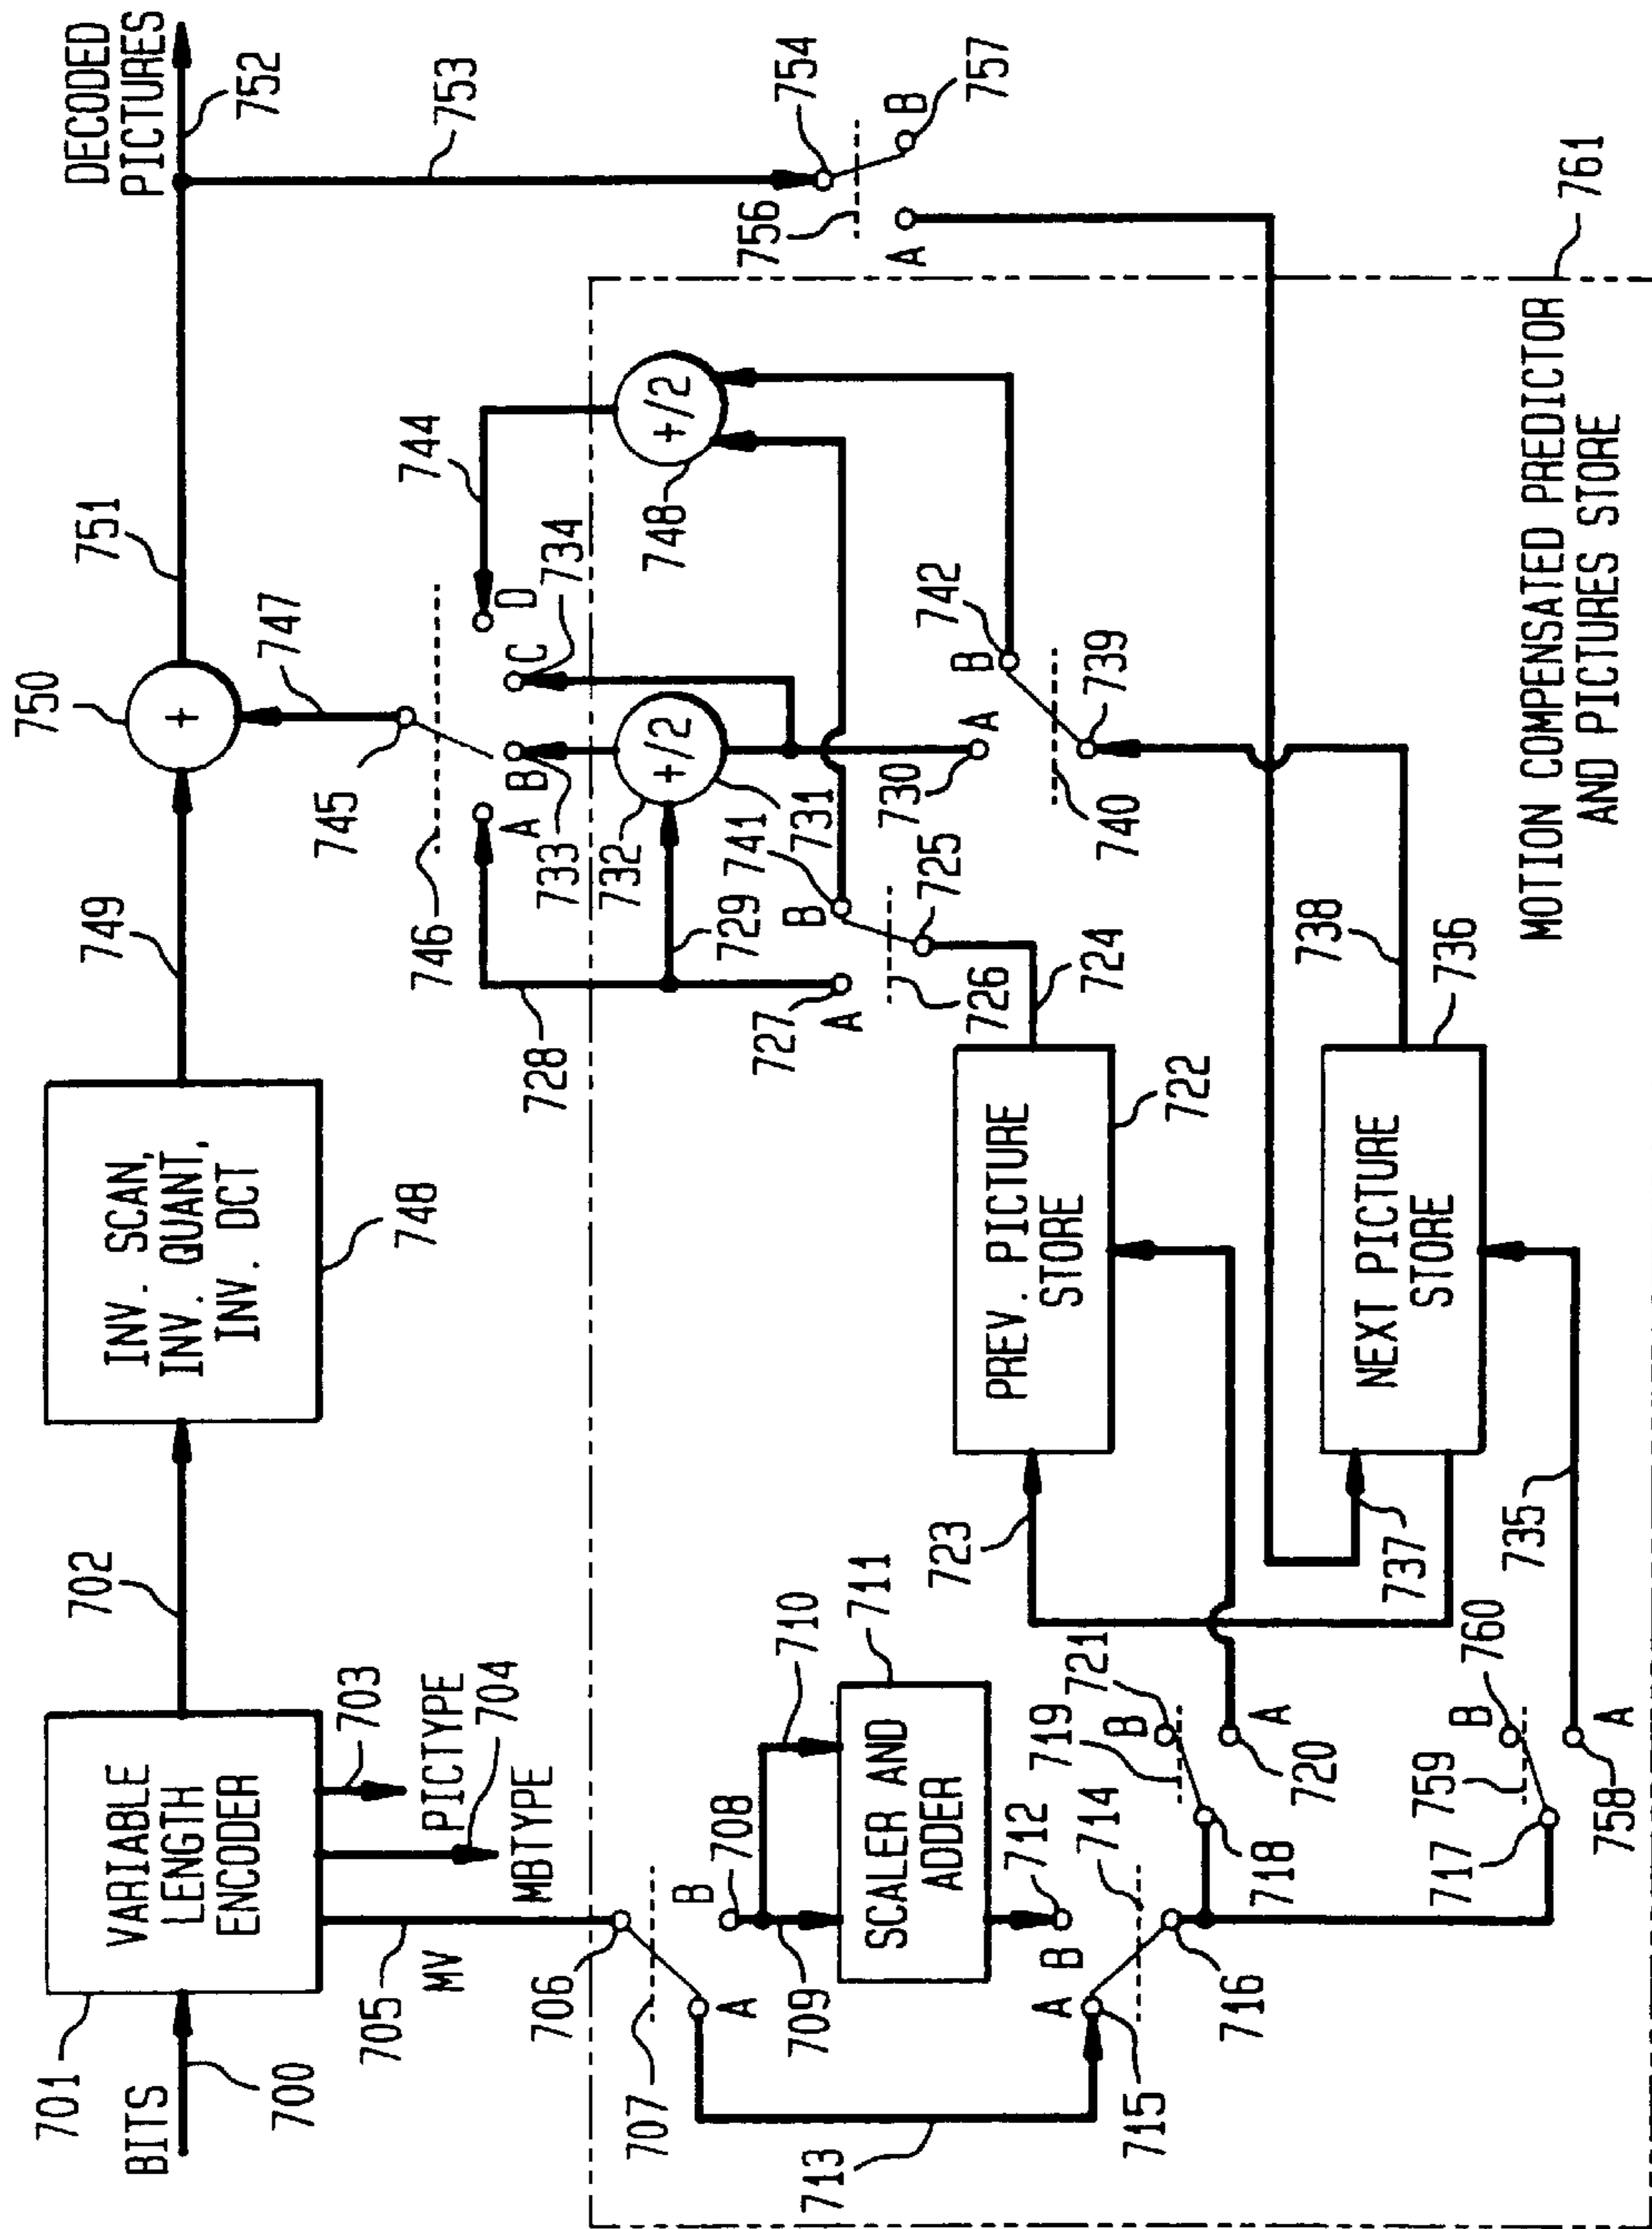 DECODED
PICTURES
752
753
754
B
757
756
A
761
751
750
+
747
745
746
744
D
C
734
A
B
733
+/2
732
731
+/2
748
749
INV. SCAN,
INV. QUANT,
INV. DCT
748
702
VARIABLE
LENGTH
ENCODER
701
BITS
700
703
PICTYPE
704
MBTYPE
705
MV
706
707
A
B
708
709
710
SCALER AND
ADDER
711
712
B
714
A
715
713
716
718
719
B
721
A
720
717
759
B
760
A
758
735
723
PREV. PICTURE
STORE
722
724
725
726
727
A
B
741
728
729
730
A
B
742
740
739
NEXT PICTURE
STORE
736
737
738
MOTION COMPENSATED PREDICTOR
AND PICTURES STORE